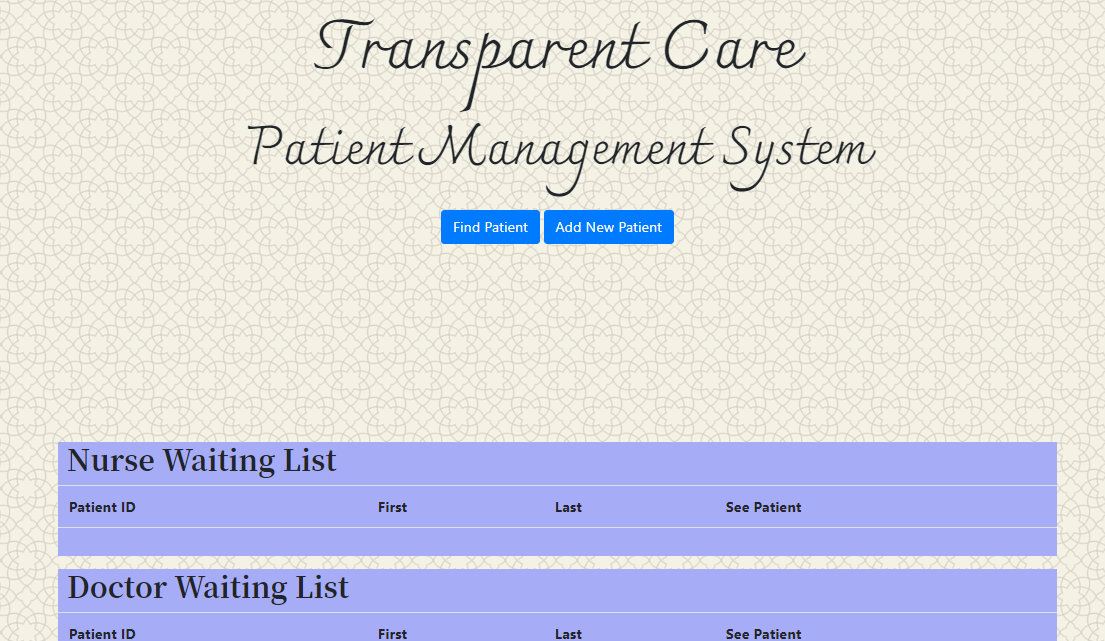 Transparent Care
Patient Management System
Find Patient Add New Patient
Nurse Waiting List
Patient ID First Last See Patient
Doctor Waiting List
Patient ID First Last See Patient